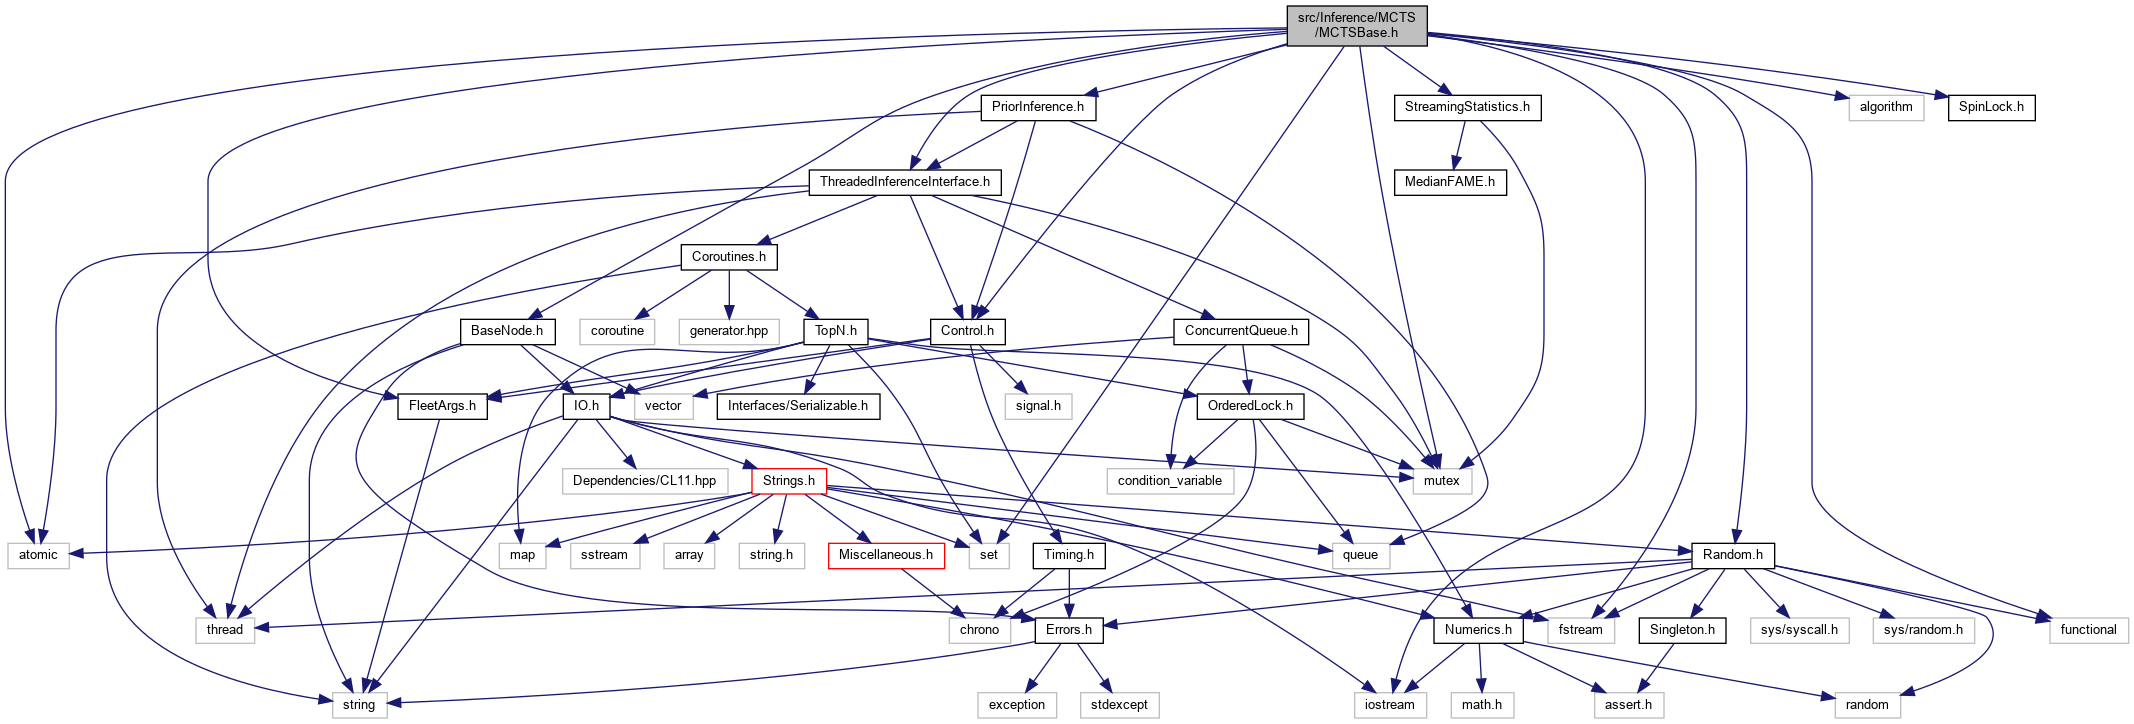 src/Inference/MCTS
/MCTSBase.h
PriorInference.h
StreamingStatistics.h
algorithm
SpinLock.h
ThreadedInferenceInterface.h
MedianFAME.h
Coroutines.h
BaseNode.h
coroutine
generator.hpp
TopN.h
Control.h
ConcurrentQueue.h
FleetArgs.h
IO.h
vector
Interfaces/Serializable.h
signal.h
OrderedLock.h
Dependencies/CL11.hpp
Strings.h
condition_variable
mutex
atomic
map
sstream
array
string.h
Miscellaneous.h
set
Timing.h
queue
Random.h
thread
chrono
Errors.h
Numerics.h
fstream
Singleton.h
sys/syscall.h
sys/random.h
functional
string
exception
stdexcept
iostream
math.h
assert.h
random